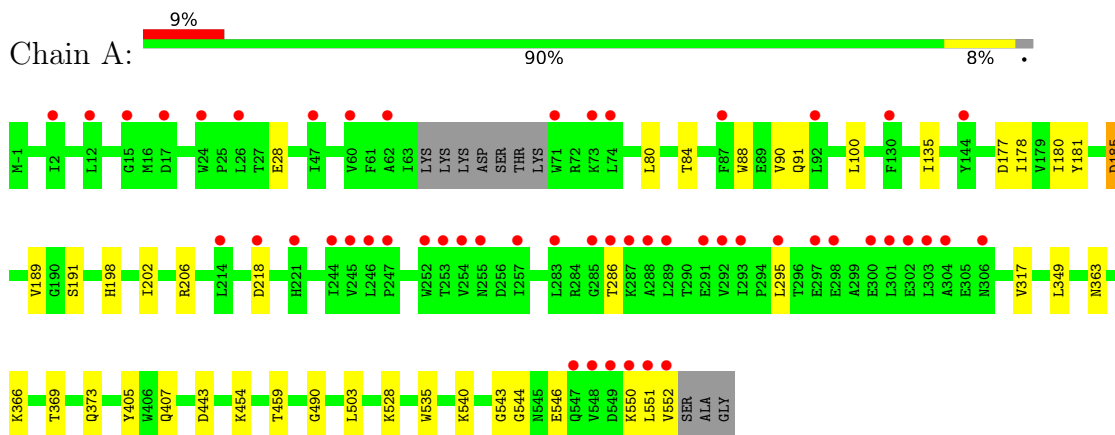 9%
Chain A:
90% 8% •
M-1 I2 L12 G15 M16 D17 W24 P25 L26 T27 E28 I47 V60 F61 A62 I63 LYS LYS LYS ASP SER THR LYS W71 R72 K73 L74 L80 T84 F87 W88 E89 V90 Q91 L92 L100 F130 I135 Y144 D177 I178 V179 I180 Y181 D185
V189 G190 S191 H198 I202 R206 L214 D218 H221 I244 V245 L246 P247 W252 T253 V254 N255 D256 I257 L283 R284 G285 T286 K287 A288 L289 T290 E291 V292 I293 P294 L295 T296 E297 E298 A299 E300 L301 E302 L303 A304 E305 N306 V317 L349 N363
K366 T369 Q373 Y405 W406 Q407 D443 K454 T459 G490 L503 K528 W535 K540 G543 G544 N545 E546 Q547 V548 D549 K550 L551 V552 SER ALA GLY